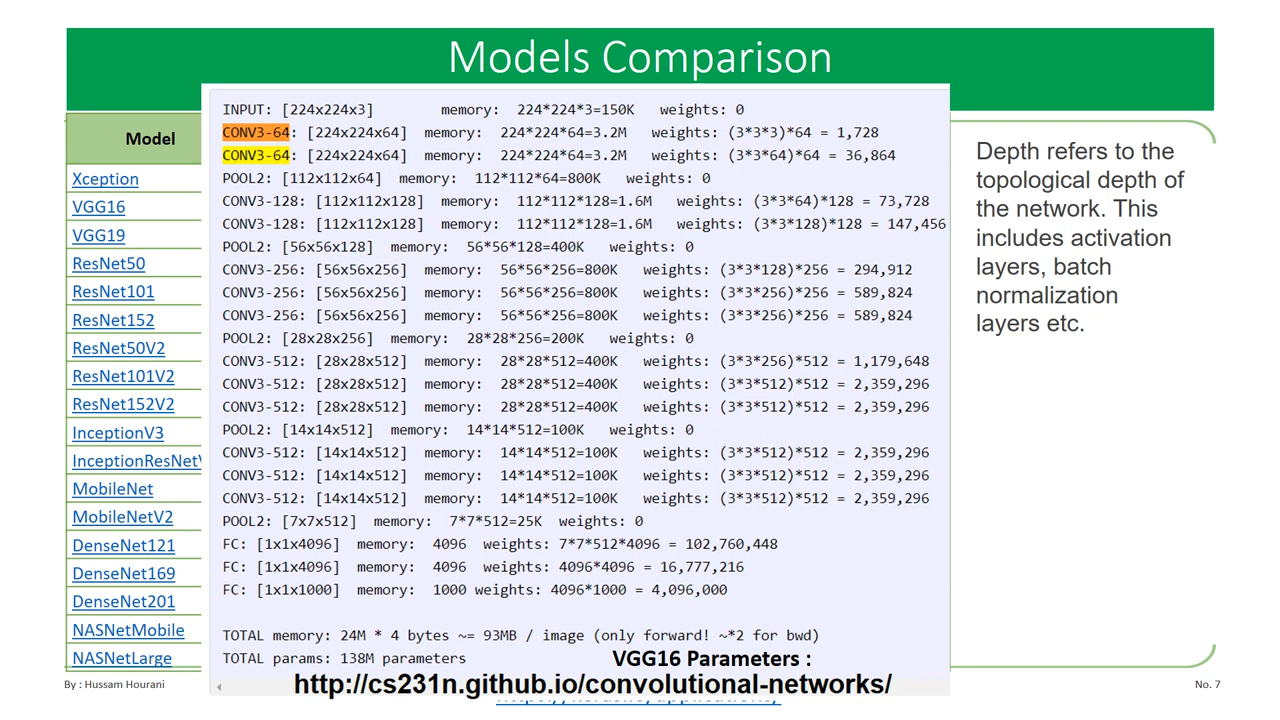 Models Comparison
Model
Xception
VGG16
VGG19
ResNet50
ResNet101
ResNet152
ResNet50V2
ResNet101V2
ResNet152V2
InceptionV3
InceptionResNetV
MobileNet
MobileNetV2
DenseNet121
DenseNet169
DenseNet201
NASNetMobile
NASNetLarge
INPUT: [224x224x3] memory: 224*224*3=150K weights: 0
CONV3-64: [224x224x64] memory: 224*224*64=3.2M weights: (3*3*3)*64 = 1,728
CONV3-64: [224x224x64] memory: 224*224*64=3.2M weights: (3*3*64)*64 = 36,864
POOL2: [112x112x64] memory: 112*112*64=800K weights: 0
CONV3-128: [112x112x128] memory: 112*112*128=1.6M weights: (3*3*64)*128 = 73,728
CONV3-128: [112x112x128] memory: 112*112*128=1.6M weights: (3*3*128)*128 = 147,456
POOL2: [56x56x128] memory: 56*56*128=400K weights: 0
CONV3-256: [56x56x256] memory: 56*56*256=800K weights: (3*3*128)*256 = 294,912
CONV3-256: [56x56x256] memory: 56*56*256=800K weights: (3*3*256)*256 = 589,824
CONV3-256: [56x56x256] memory: 56*56*256=800K weights: (3*3*256)*256 = 589,824
POOL2: [28x28x256] memory: 28*28*256=200K weights: 0
CONV3-512: [28x28x512] memory: 28*28*512=400K weights: (3*3*256)*512 = 1,179,648
CONV3-512: [28x28x512] memory: 28*28*512=400K weights: (3*3*512)*512 = 2,359,296
CONV3-512: [28x28x512] memory: 28*28*512=400K weights: (3*3*512)*512 = 2,359,296
POOL2: [14x14x512] memory: 14*14*512=100K weights: 0
CONV3-512: [14x14x512] memory: 14*14*512=100K weights: (3*3*512)*512 = 2,359,296
CONV3-512: [14x14x512] memory: 14*14*512=100K weights: (3*3*512)*512 = 2,359,296
CONV3-512: [14x14x512] memory: 14*14*512=100K weights: (3*3*512)*512 = 2,359,296
POOL2: [7x7x512] memory: 7*7*512=25K weights: 0
FC: [1x1x4096] memory: 4096 weights: 7*7*512*4096 = 102,760,448
FC: [1x1x4096] memory: 4096 weights: 4096*4096 = 16,777,216
FC: [1x1x1000] memory: 1000 weights: 4096*1000 = 4,096,000
TOTAL memory: 24M * 4 bytes ~= 93MB / image (only forward! ~*2 for bwd)
TOTAL params: 138M parameters
VGG16 Parameters :
http://cs231n.github.io/convolutional-networks/
Depth refers to the
topological depth of
the network. This
includes activation
layers, batch
normalization
layers etc.
By : Hussam Hourani
No. 7